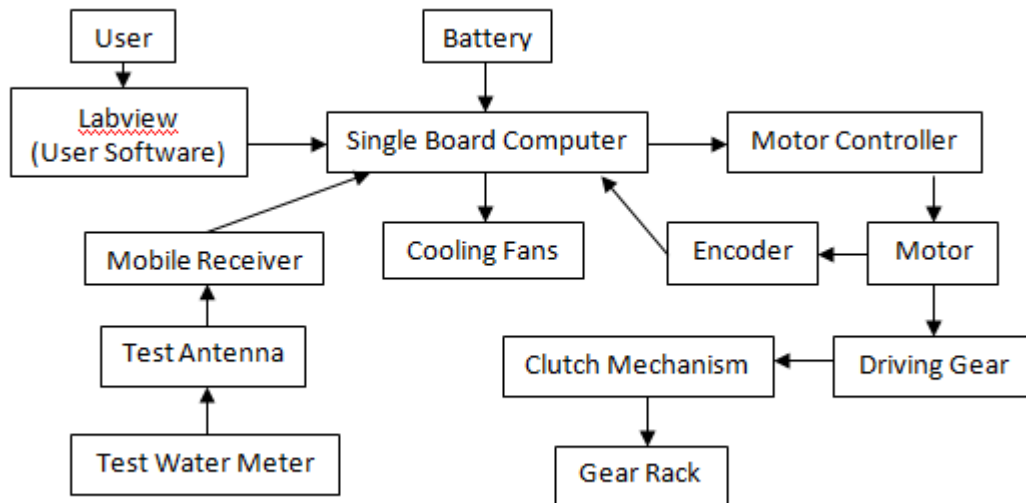 User
Battery
Labview
(User Software)
Single Board Computer
Motor Controller
Mobile Receiver
Cooling Fans
Encoder
Motor
Test Antenna
Clutch Mechanism
Driving Gear
Test Water Meter
Gear Rack